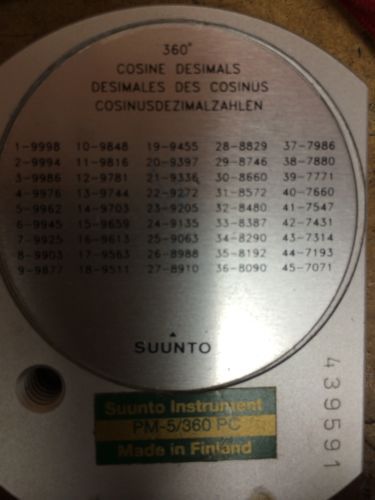 360°
COSINE DESIMALS
DESIMALES DES COSINUS
COSINUSDEZIMALZAHLEN
1-9998 10-9848 19-9455 28-8829 37-7986
2-9994 11-9816 20-9397 29-8746 38-7880
3-9986 12-9781 21-9336 30-8660 39-7771
4-9976 13-9744 22-9272 31-8572 40-7660
5-9962 14-9703 23-9205 32-8480 41-7547
6-9945 15-9659 24-9135 33-8387 42-7431
7-9925 16-9613 25-9063 34-8290 43-7314
8-9903 17-9563 26-8988 35-8192 44-7193
9-9877 18-9511 27-8910 36-8090 45-7071
SUUNTO
Suunto Instrument
PM-5/360 PC
Made in Finland
439591